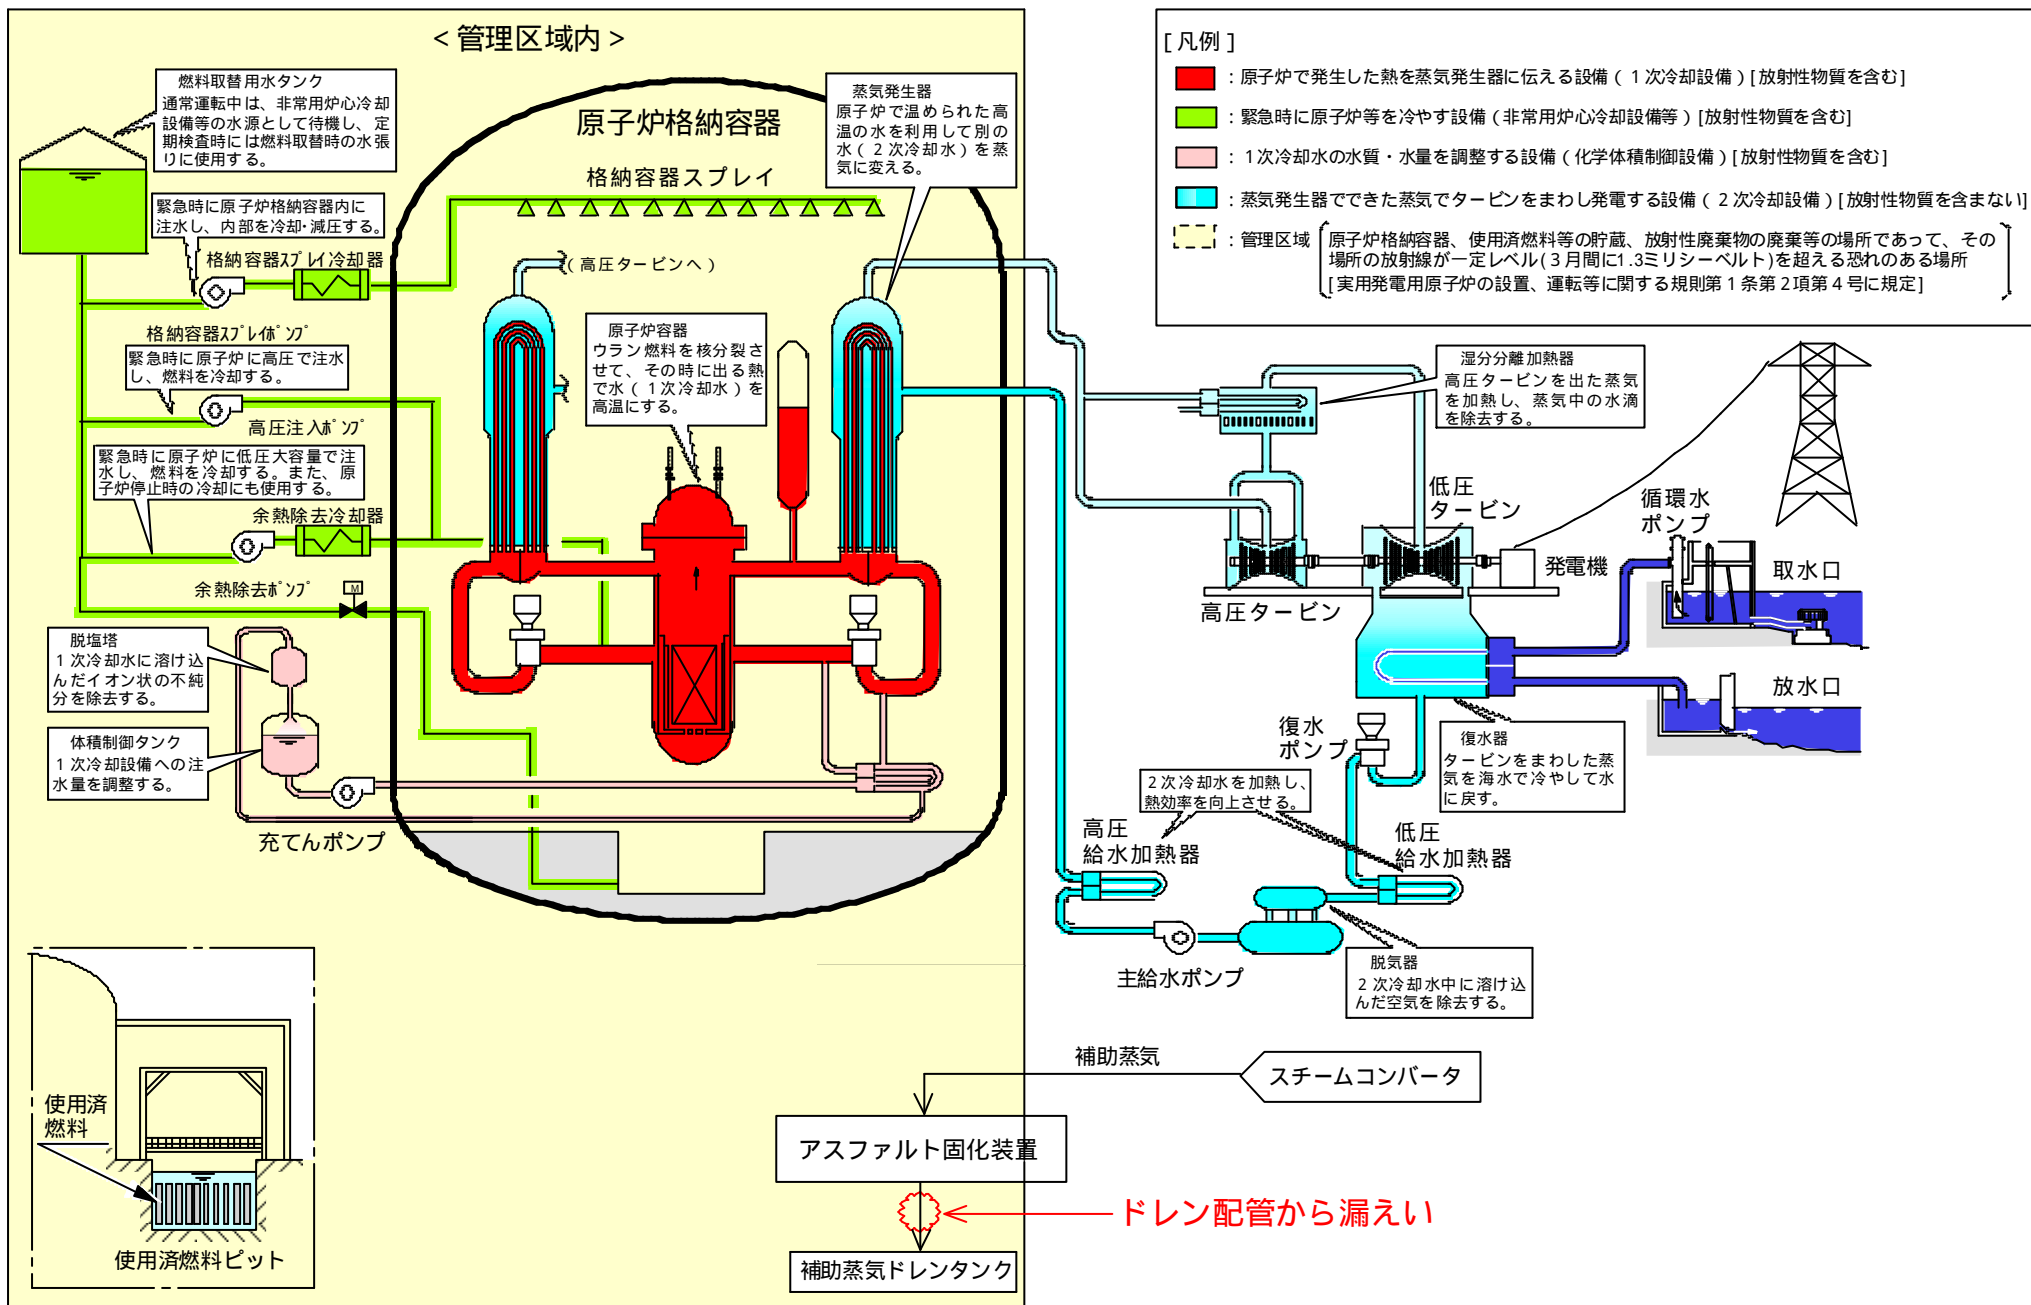 <管理区域内>
燃料取替用水タンク
通常運転中は、非常用炉心冷却
設備等の水源として待機し、定
期検査時には燃料取替時の水張
りに使用する。
緊急時に原子炉格納容器内に
注水し、内部を冷却・減圧する。
格納容器スプレイ冷却器
格納容器スプレイポンプ
緊急時に原子炉に高圧で注水
し、燃料を冷却する。
高圧注入ポンプ
緊急時に原子炉に低圧大容量で注
水し、燃料を冷却する。また、原
子炉停止時の冷却にも使用する。
余熱除去冷却器
余熱除去ポンプ
M
脱塩塔
1次冷却水に溶け込
んだイオン状の不純
分を除去する。
体積制御タンク
1次冷却設備への注
水量を調整する。
充てんポンプ
原子炉格納容器
格納容器スプレイ
(高圧タービンへ)
蒸気発生器
原子炉で温められた高
温の水を利用して別の
水(2次冷却水)を蒸
気に変える。
原子炉容器
ウラン燃料を核分裂さ
せて、その時に出る熱
で水(1次冷却水)を
高温にする。
[凡例]
:原子炉で発生した熱を蒸気発生器に伝える設備(1次冷却設備)[放射性物質を含む]
:緊急時に原子炉等を冷やす設備(非常用炉心冷却設備等)[放射性物質を含む]
:1次冷却水の水質・水量を調整する設備(化学体積制御設備)[放射性物質を含む]
:蒸気発生器でできた蒸気でタービンをまわし発電する設備(2次冷却設備)[放射性物質を含まない]
:管理区域
原子炉格納容器、使用済燃料等の貯蔵、放射性廃棄物の廃棄等の場所であって、その
場所の放射線が一定レベル(3月間に1.3ミリシーベルト)を超える恐れのある場所
[実用発電用原子炉の設置、運転等に関する規則第1条第2項第4号に規定]
湿分分離加熱器
高圧タービンを出た蒸気
を加熱し、蒸気中の水滴
を除去する。
低圧
タービン
高圧タービン
発電機
循環水
ポンプ
取水口
放水口
復水
ポンプ
復水器
タービンをまわした蒸
気を海水で冷やして水
に戻す。
2次冷却水を加熱し、
熱効率を向上させる。
高圧
給水加熱器
低圧
給水加熱器
主給水ポンプ
脱気器
2次冷却水中に溶け込
んだ空気を除去する。
補助蒸気
スチームコンバータ
アスファルト固化装置
ドレン配管から漏えい
補助蒸気ドレンタンク
使用済
燃料
使用済燃料ピット